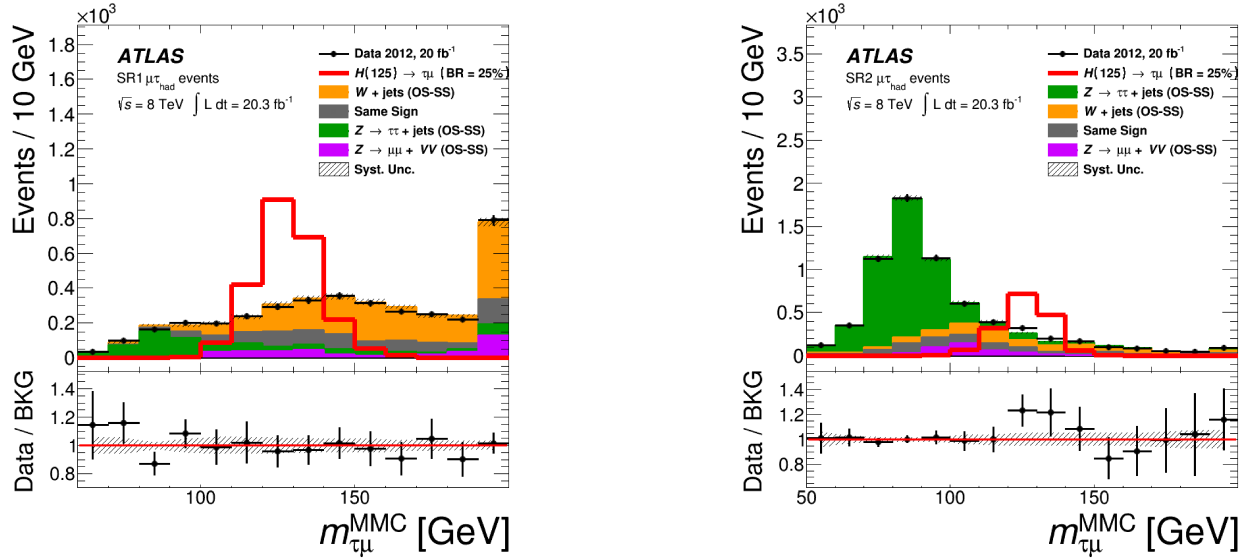 ×10³
Events / 10 GeV
1.8
1.6
1.4
1.2
1
0.8
0.6
0.4
0.2
0
ATLAS
SR1 μτhad events
√s = 8 TeV ∫ L dt = 20.3 fb⁻¹
Data 2012, 20 fb⁻¹
H(125) → τμ (BR = 25%)
W + jets (OS-SS)
Same Sign
Z → ττ + jets (OS-SS)
Z → μμ + VV (OS-SS)
Syst. Unc.
Data / BKG
1.4
1.2
1
0.8
100
150
m_τμ^MMC [GeV]
×10³
Events / 10 GeV
3.5
3
2.5
2
1.5
1
0.5
0
ATLAS
SR2 μτhad events
√s = 8 TeV ∫ L dt = 20.3 fb⁻¹
Data 2012, 20 fb⁻¹
H(125) → τμ (BR = 25%)
Z → ττ + jets (OS-SS)
W + jets (OS-SS)
Same Sign
Z → μμ + VV (OS-SS)
Syst. Unc.
Data / BKG
1.4
1.2
1
0.8
50
100
150
m_τμ^MMC [GeV]